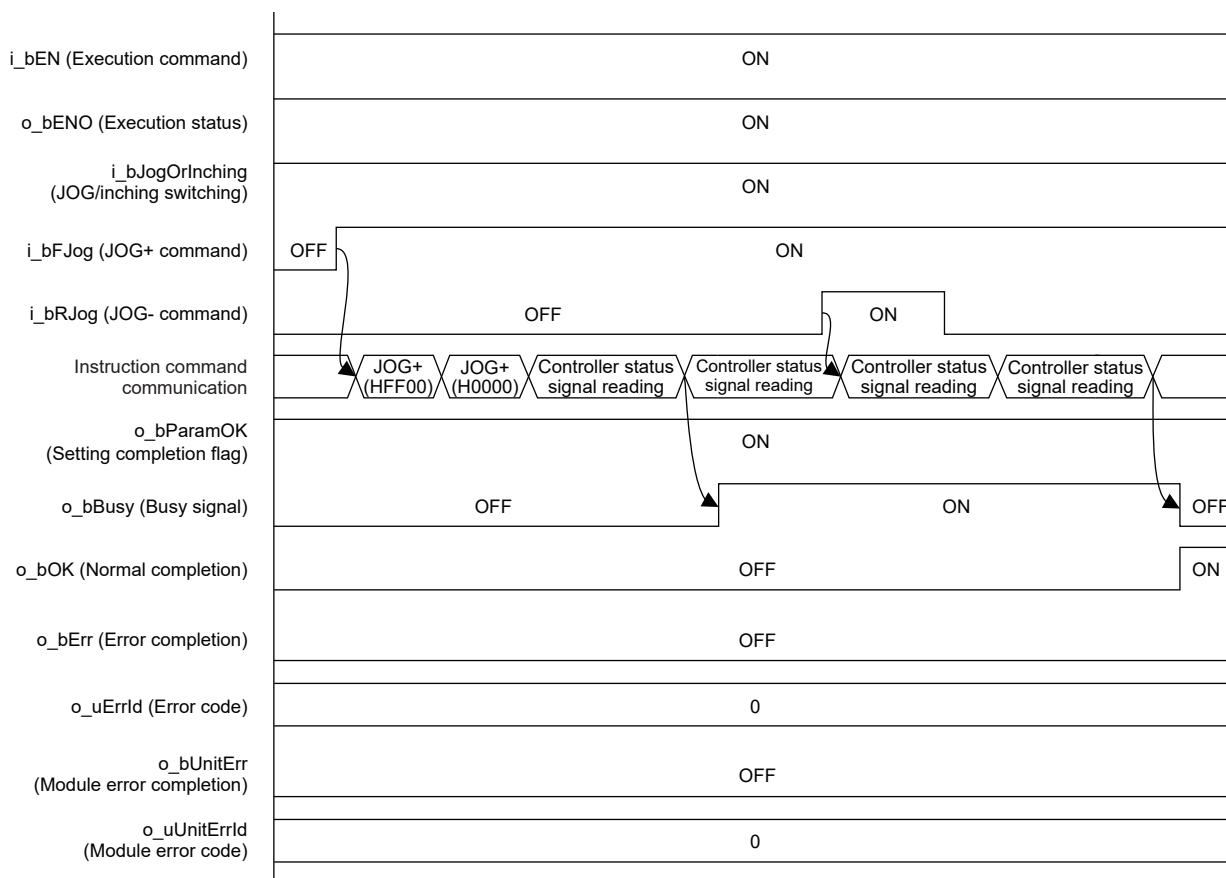 i_bEN (Execution command)
ON
o_bENO (Execution status)
ON
i_bJogOrInching
(JOG/inching switching)
ON
i_bFJog (JOG+ command)
OFF
ON
i_bRJog (JOG- command)
OFF
ON
Instruction command
communication
JOG+
(HFF00)
JOG+
(H0000)
Controller status
signal reading
Controller status
signal reading
Controller status
signal reading
Controller status
signal reading
o_bParamOK
(Setting completion flag)
ON
o_bBusy (Busy signal)
OFF
ON
OFF
o_bOK (Normal completion)
OFF
ON
o_bErr (Error completion)
OFF
o_uErrId (Error code)
0
o_bUnitErr
(Module error completion)
OFF
o_uUnitErrId
(Module error code)
0